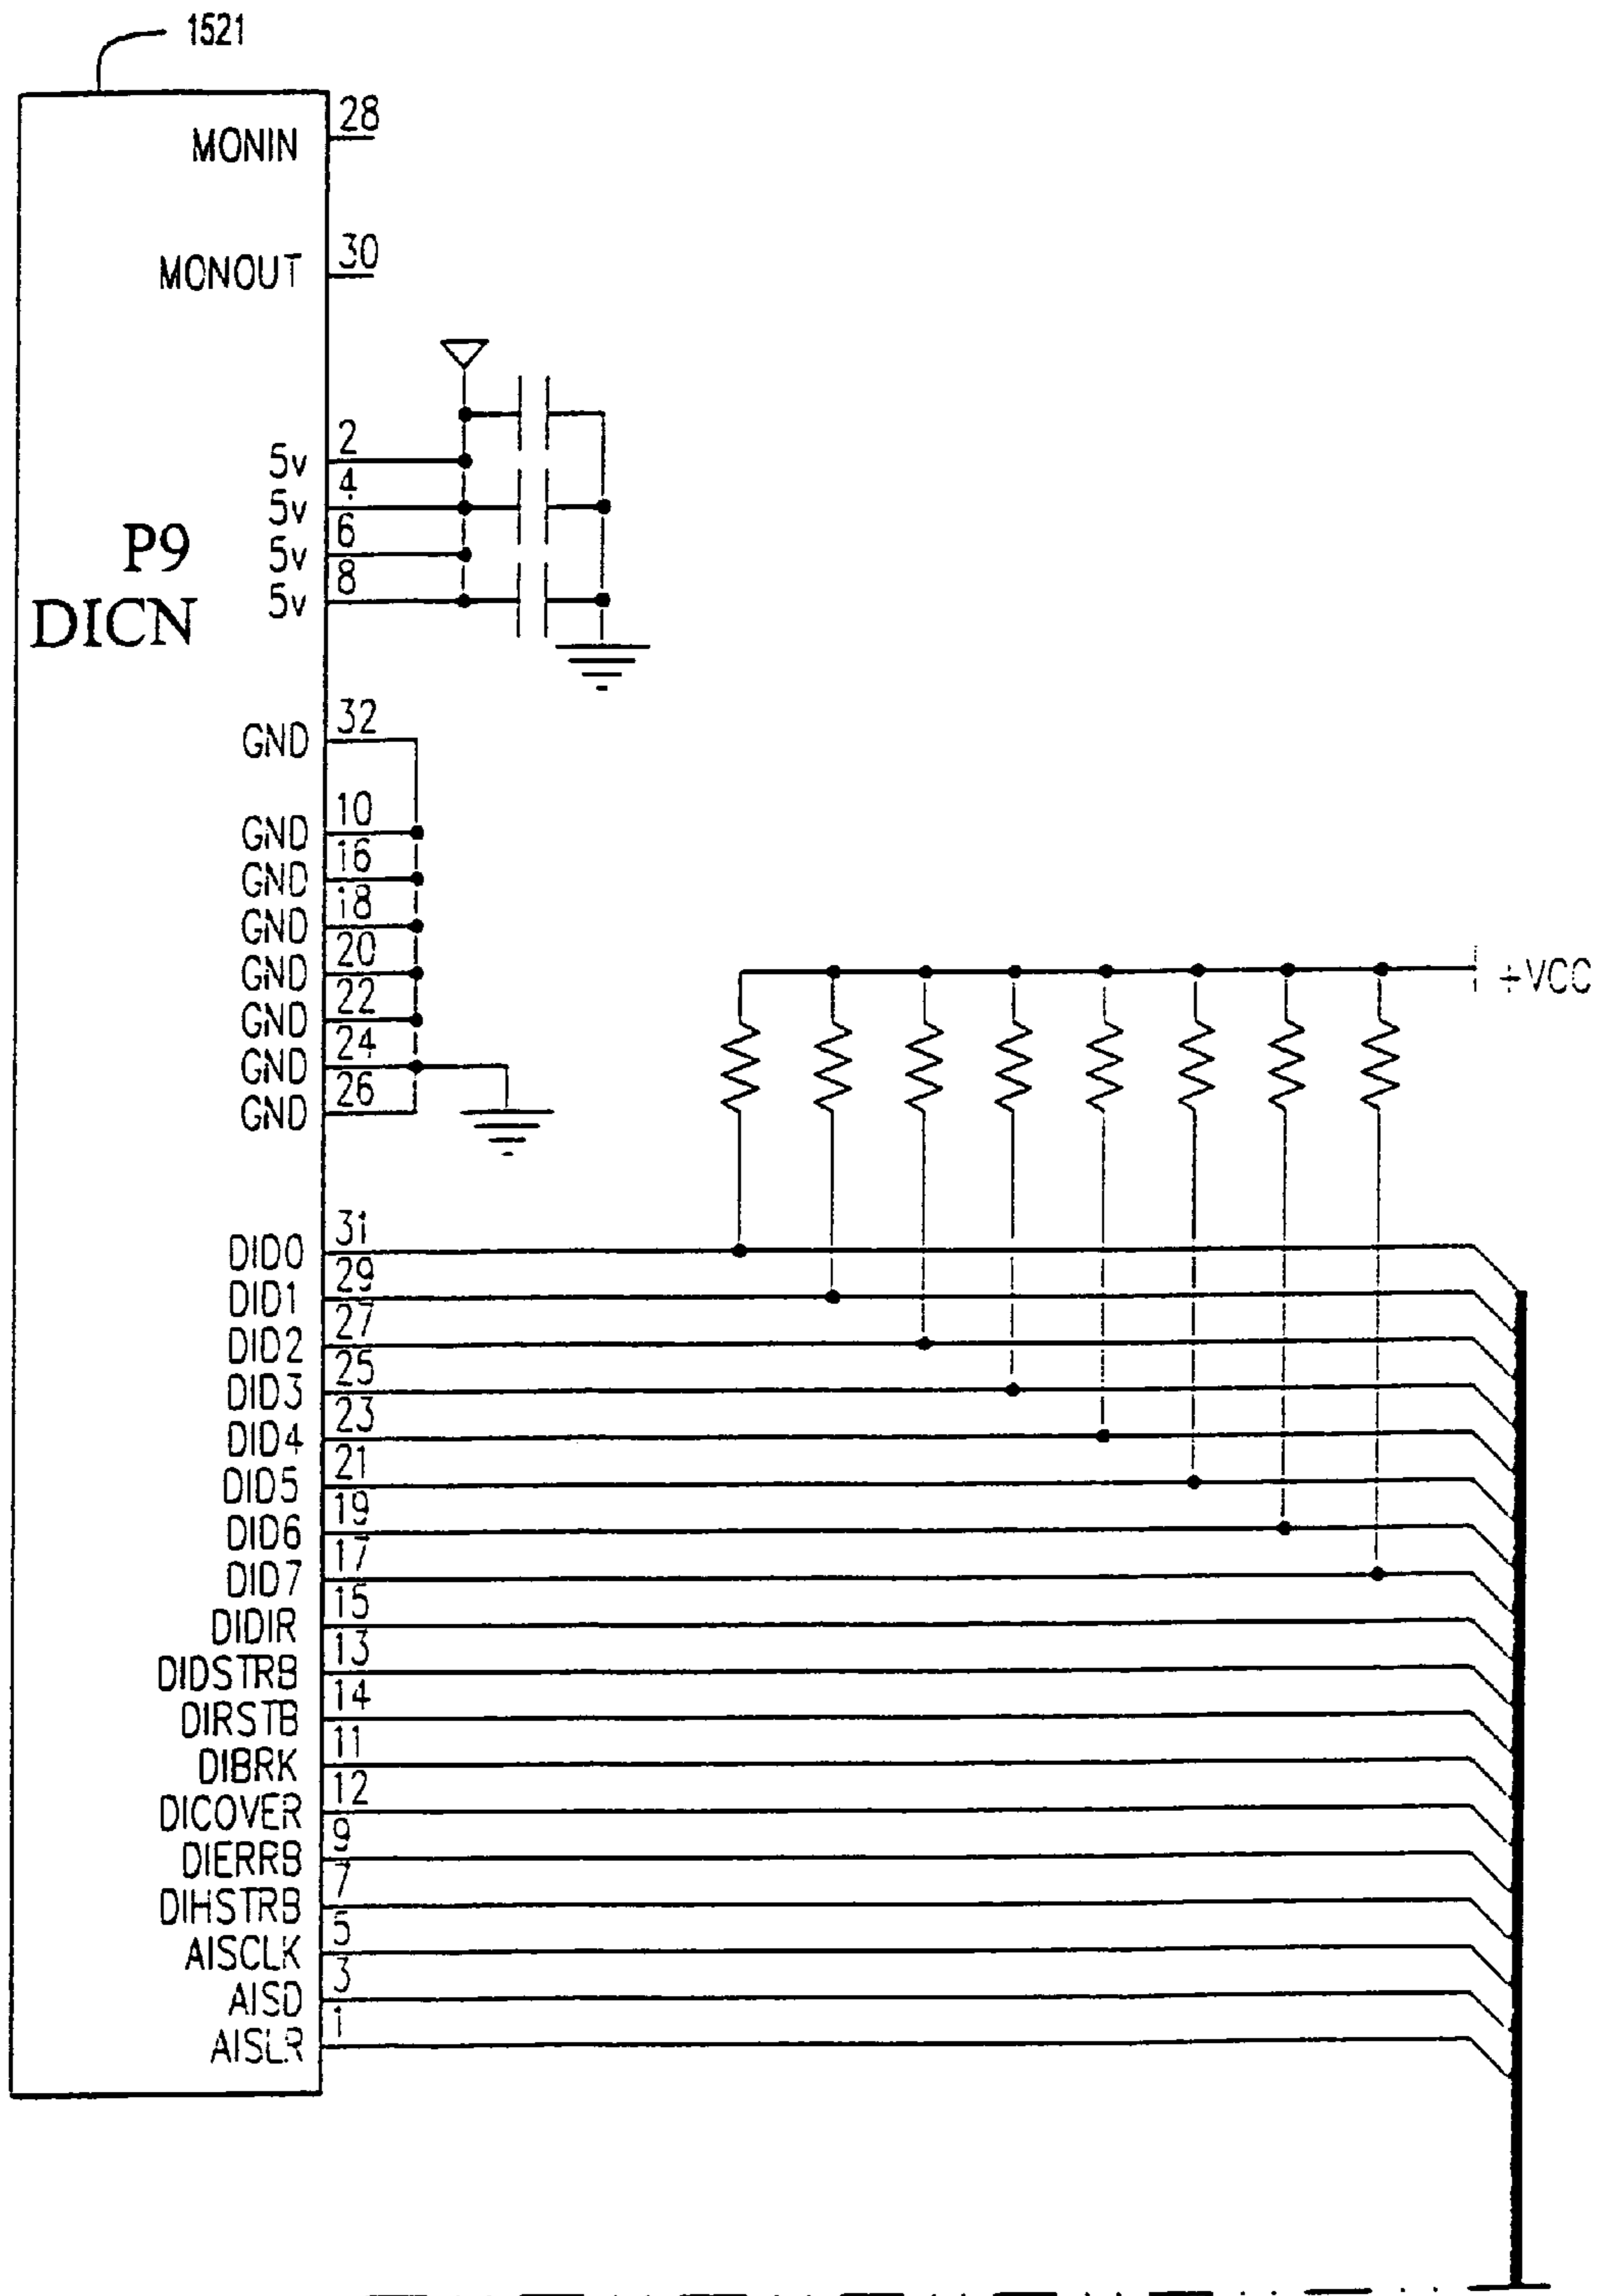 1521
MONIN 28
MONOUT 30
5v 2
5v 4
5v 6
5v 8
P9
DICN
GND 32
GND 10
GND 16
GND 18
GND 20
GND 22
GND 24
GND 26
+VCC
DID0 31
DID1 29
DID2 27
DID3 25
DID4 23
DID5 21
DID6 19
DID7 17
DIDIR 15
DIDSTRB 13
DIRSTB 14
DIBRK 11
DICOVER 12
DIERRB 9
DIHSTRB 7
AISCLK 5
AISD 3
AISLR 1